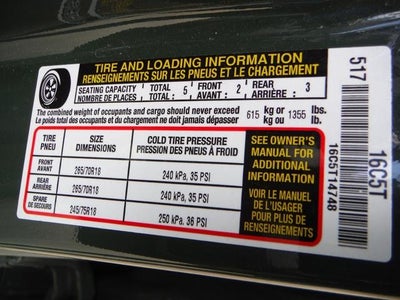 TIRE AND LOADING INFORMATION
RENSEIGNEMENTS SUR LES PNEUS ET LE CHARGEMENT
SEATING CAPACITY TOTAL 5 FRONT 2 REAR 3
NOMBRE DE PLACES TOTAL : AVANT : ARRIÈRE :
The combined weight of occupants and cargo should never exceed 615 kg or 1355 lbs.
Le poids total des occupants et du chargement ne doit jamais dépasser kg ou lb.
TIRE SIZE COLD TIRE PRESSURE
PNEU DIMENSIONS PRESSION DES PNEUS À FROID
FRONT
AVANT 265/70R18 240 kPa, 35 PSI
REAR
ARRIÈRE 265/70R18 240 kPa, 35 PSI
SPARE
DE SECOURS 245/75R18 250 kPa, 36 PSI
SEE OWNER'S
MANUAL FOR
ADDITIONAL
INFORMATION
VOIR LE MANUEL
DE L'USAGER
POUR PLUS DE
RENSEIGNEMENTS
517
16C5T
16C5T14748